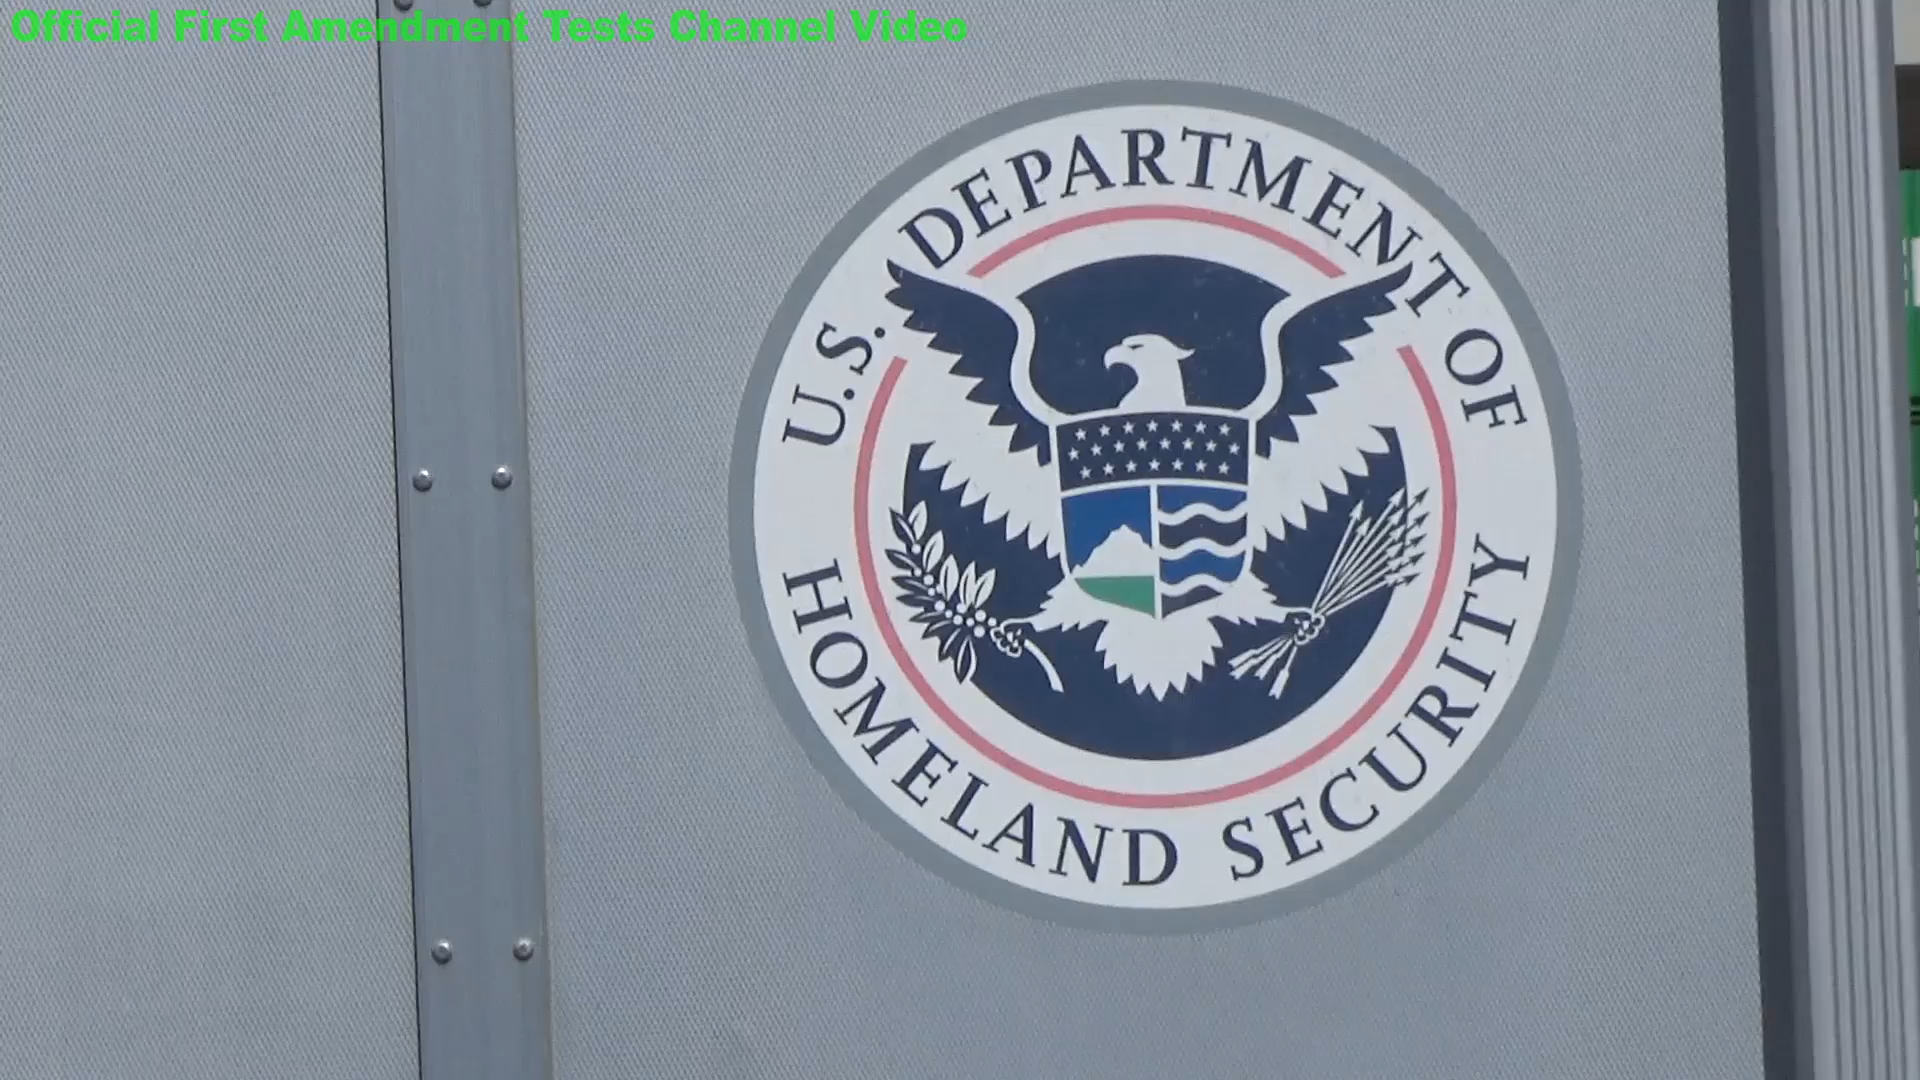 Official First Amendment Tests Channel Video
U.S. DEPARTMENT OF
HOMELAND SECURITY